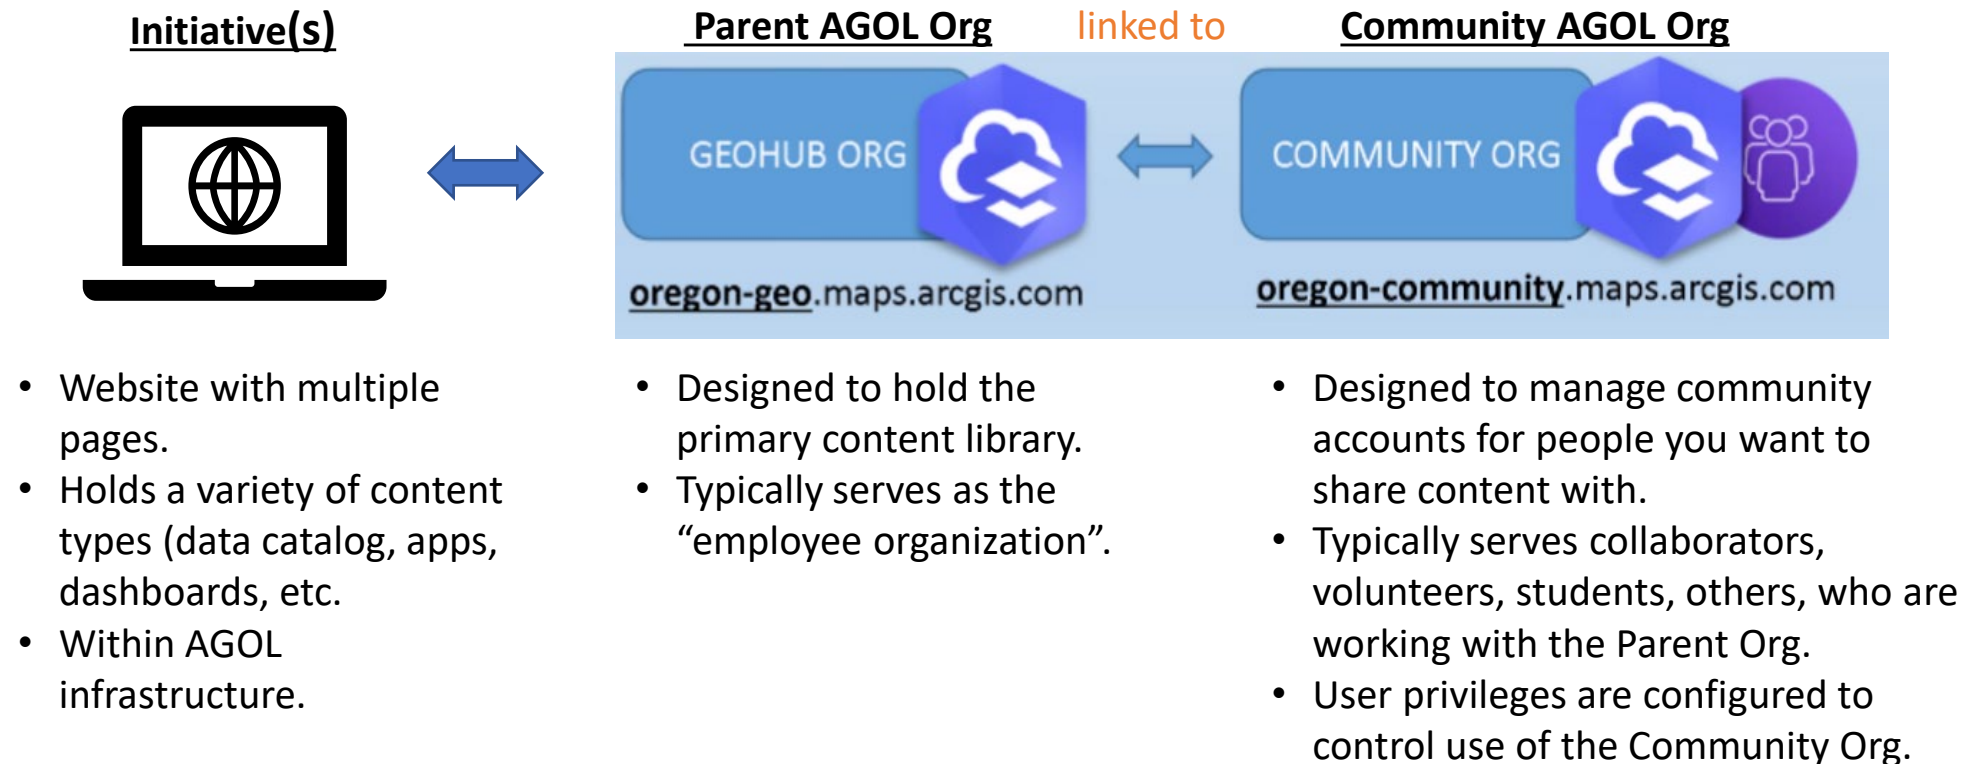 Initiative(s)
Parent AGOL Org linked to Community AGOL Org
GEOHUB ORG
COMMUNITY ORG
oregon-geo.maps.arcgis.com
oregon-community.maps.arcgis.com
• Website with multiple
pages.
• Holds a variety of content
types (data catalog, apps,
dashboards, etc.
• Within AGOL
infrastructure.
• Designed to hold the
primary content library.
• Typically serves as the
“employee organization”.
• Designed to manage community
accounts for people you want to
share content with.
• Typically serves collaborators,
volunteers, students, others, who are
working with the Parent Org.
• User privileges are configured to
control use of the Community Org.